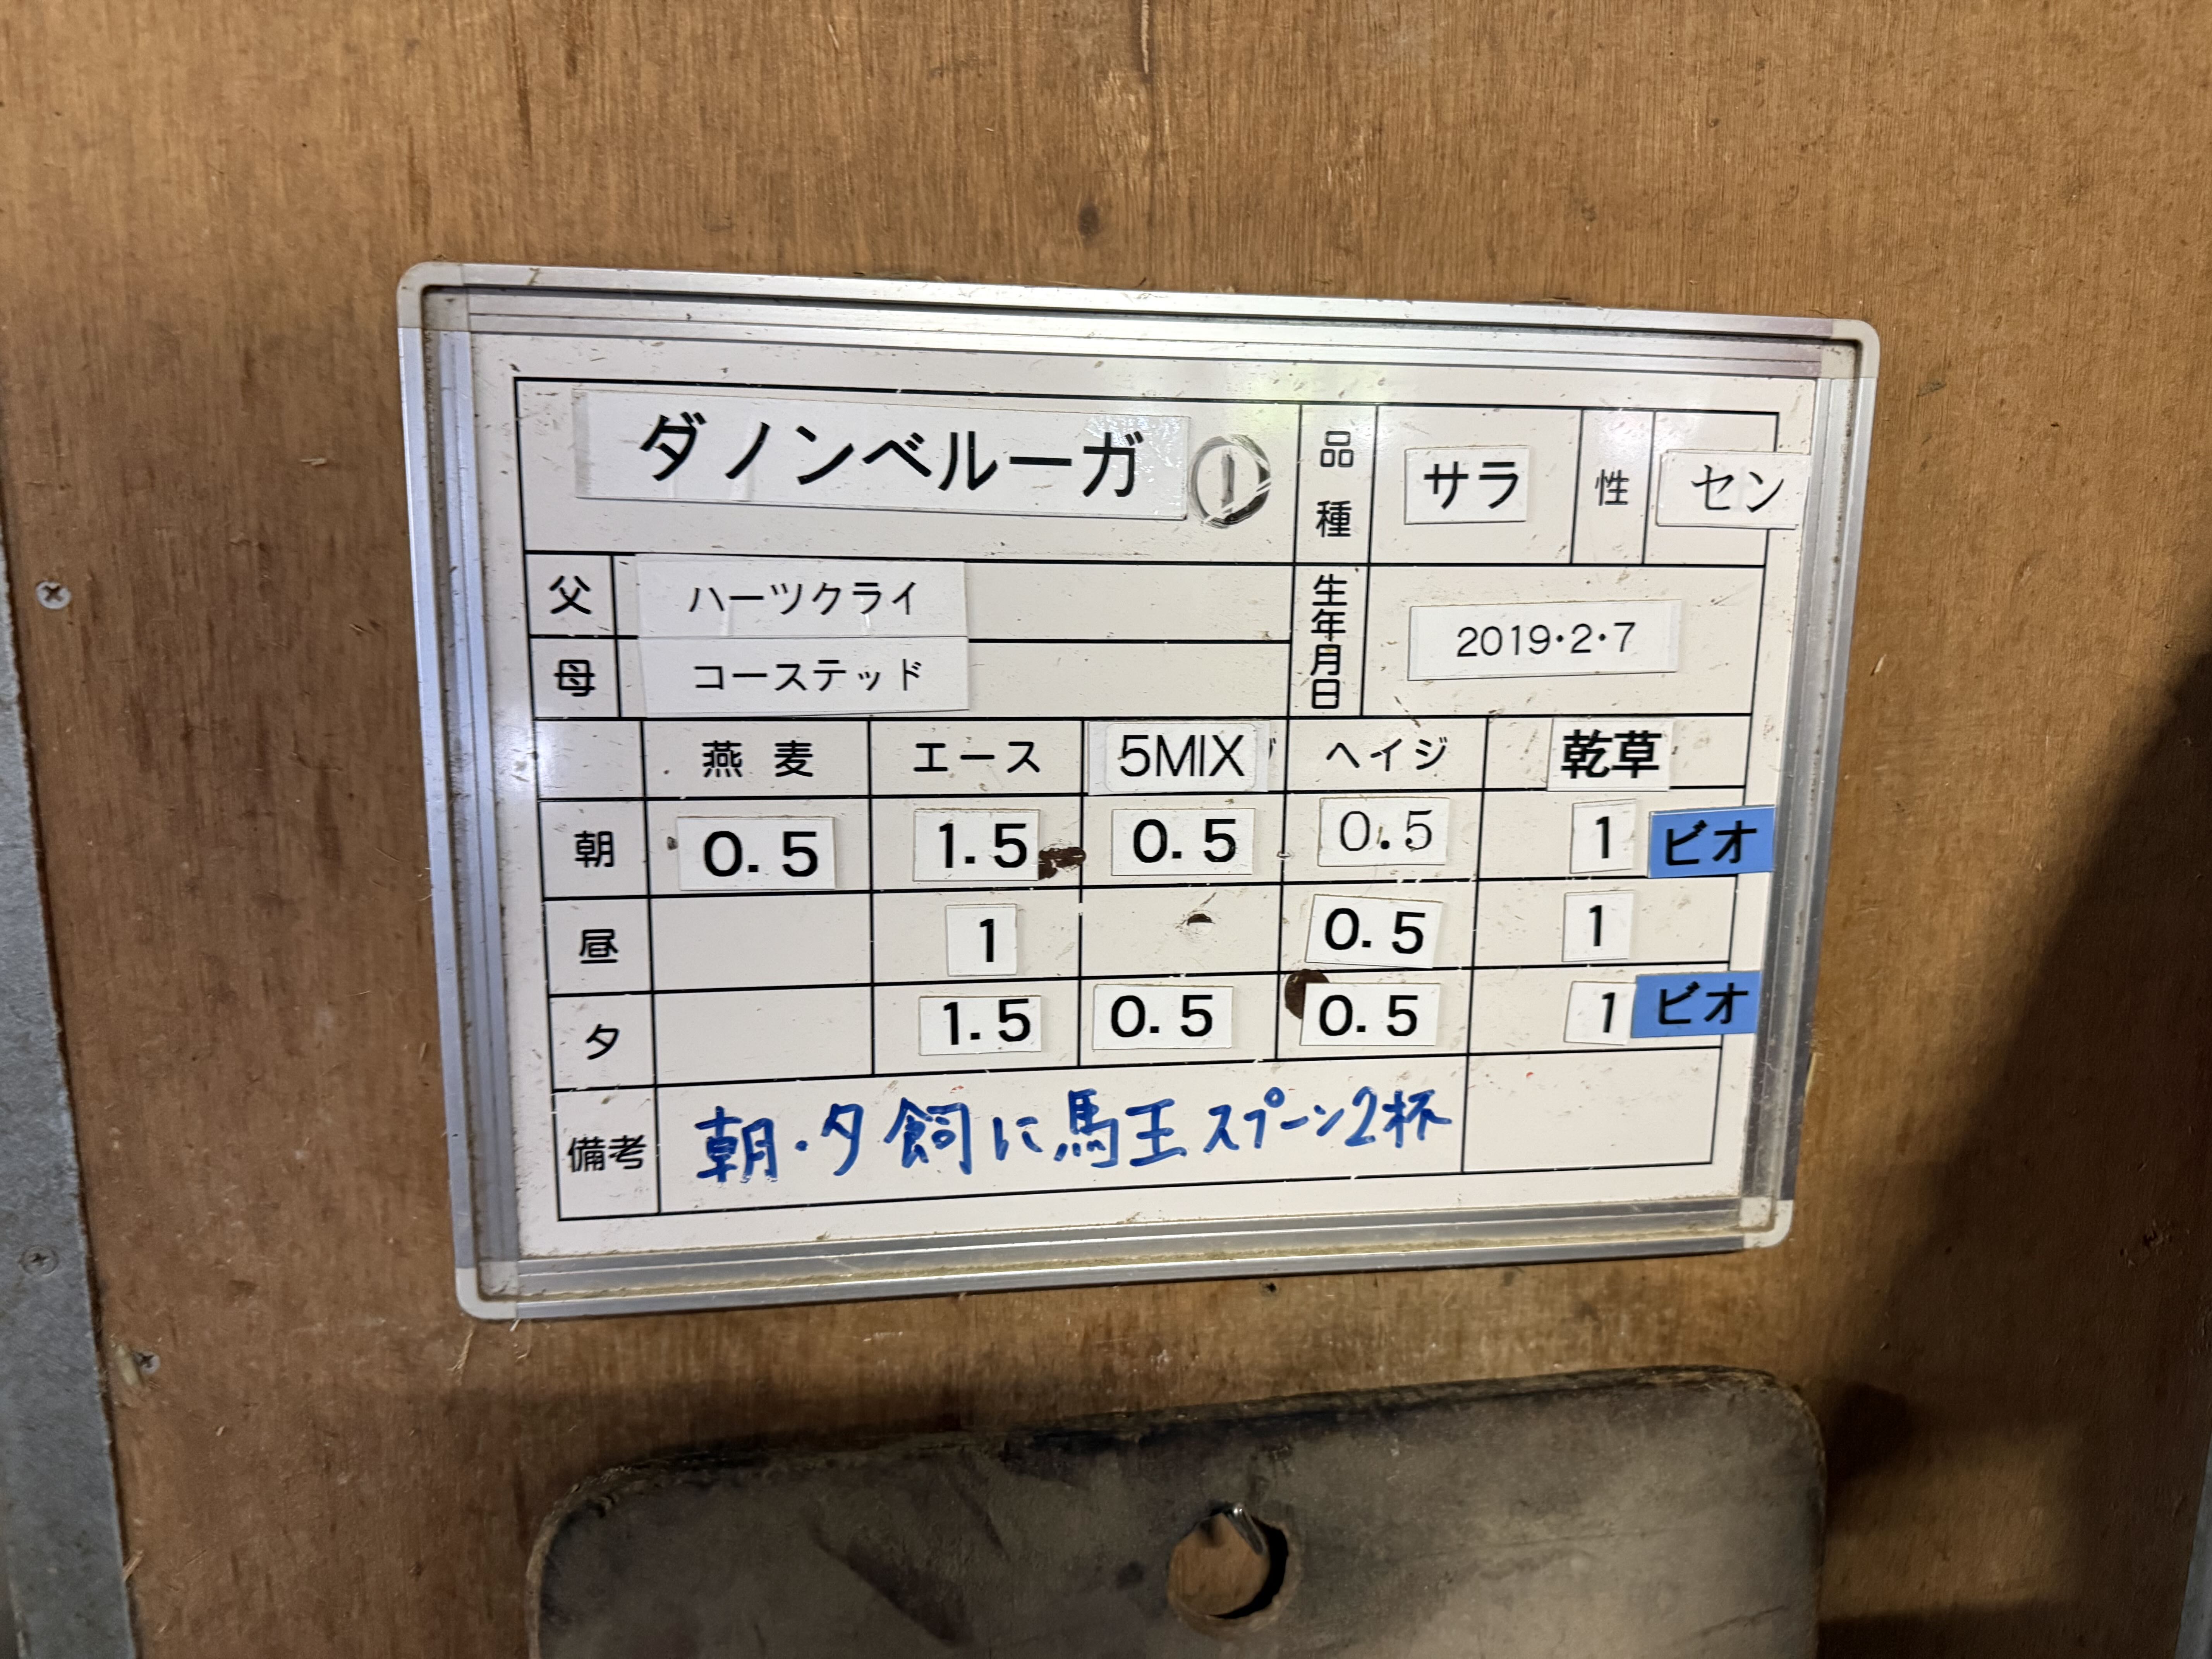 ダノンベルーガ ① 品種 サラ 性 セン
父 ハーツクライ 生年月日 2019・2・7
母 コーステッド
燕麦 エース 5MIX ヘイジ 乾草
朝 0.5 1.5 0.5 0.5 1 ビオ
昼 1 0.5 1
夕 1.5 0.5 0.5 1 ビオ
備考 朝・夕飼に馬王スプーン2杯